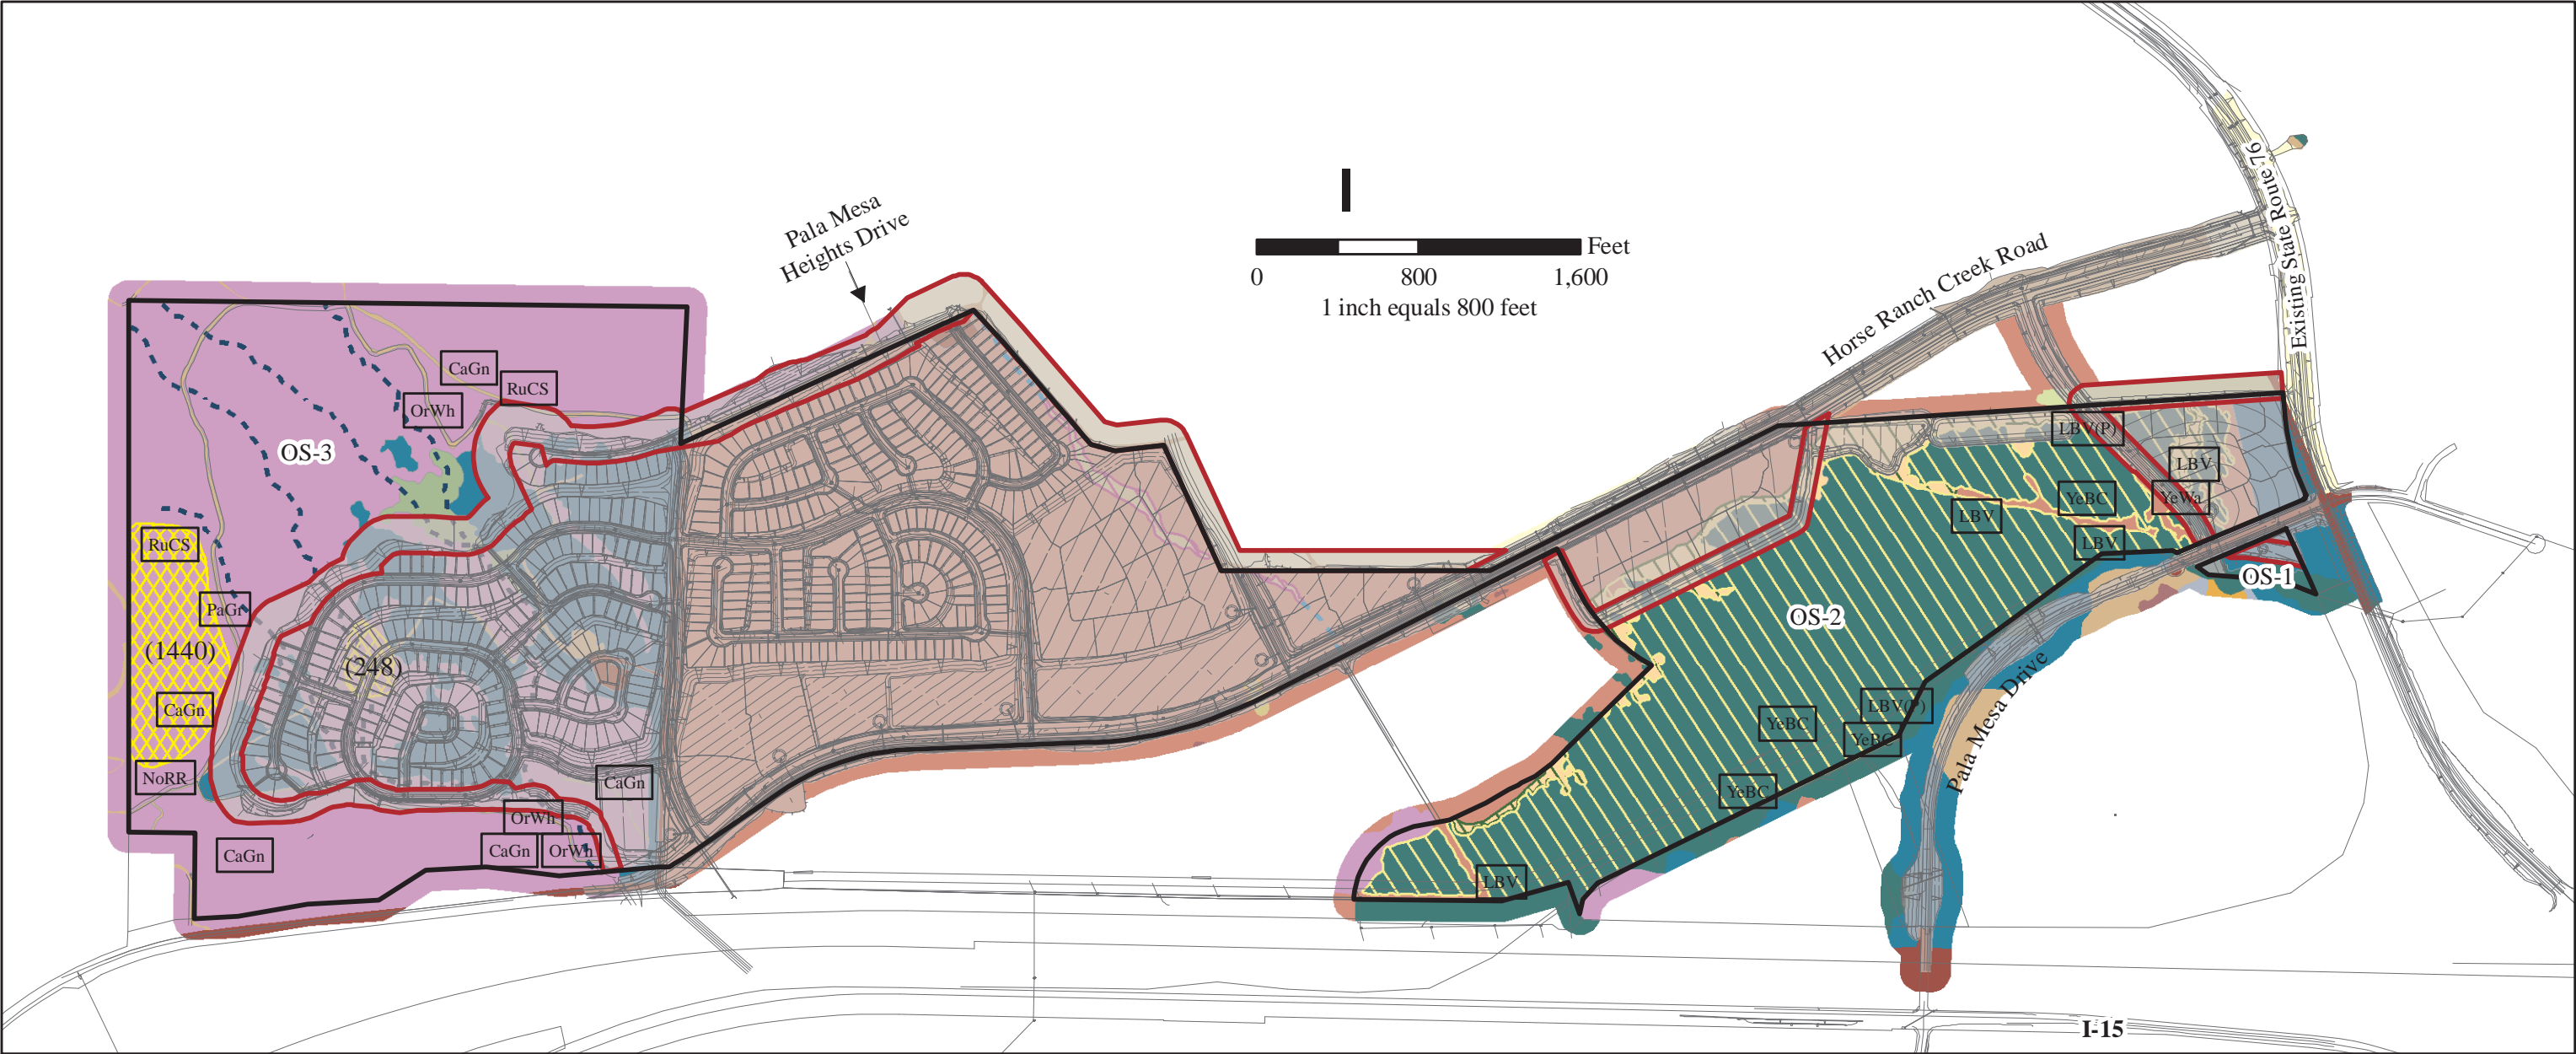 Existing State Route 76
Pala Mesa
Heights Drive
Feet
0
800
1,600
1 inch equals 800 feet
Horse Ranch Creek Road
CaGn
RuCS
OrWh
OS-3
LBV(P)
LBV
YeBC
YeWa
LBV
LBV
RuCS
OS-1
PaGr
OS-2
(1440)
(248)
CaGn
LBV(P)
YeBC
YeBC
Pala Mesa Drive
NoRR
CaGn
YeBC
OrWh
CaGn
CaGn
OrWh
LBV
I-15